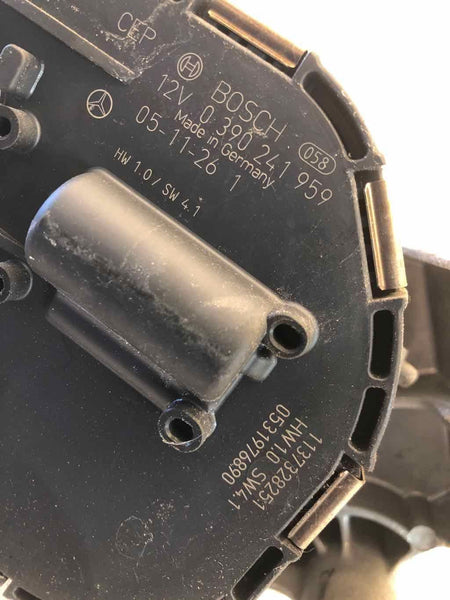 CEP
BOSCH
12V 0 390 241 959
Made in Germany 058
05-11-26 1
HW 1.0 / SW 4.1
1137328251
HW1.0 SW4.1
0531976890